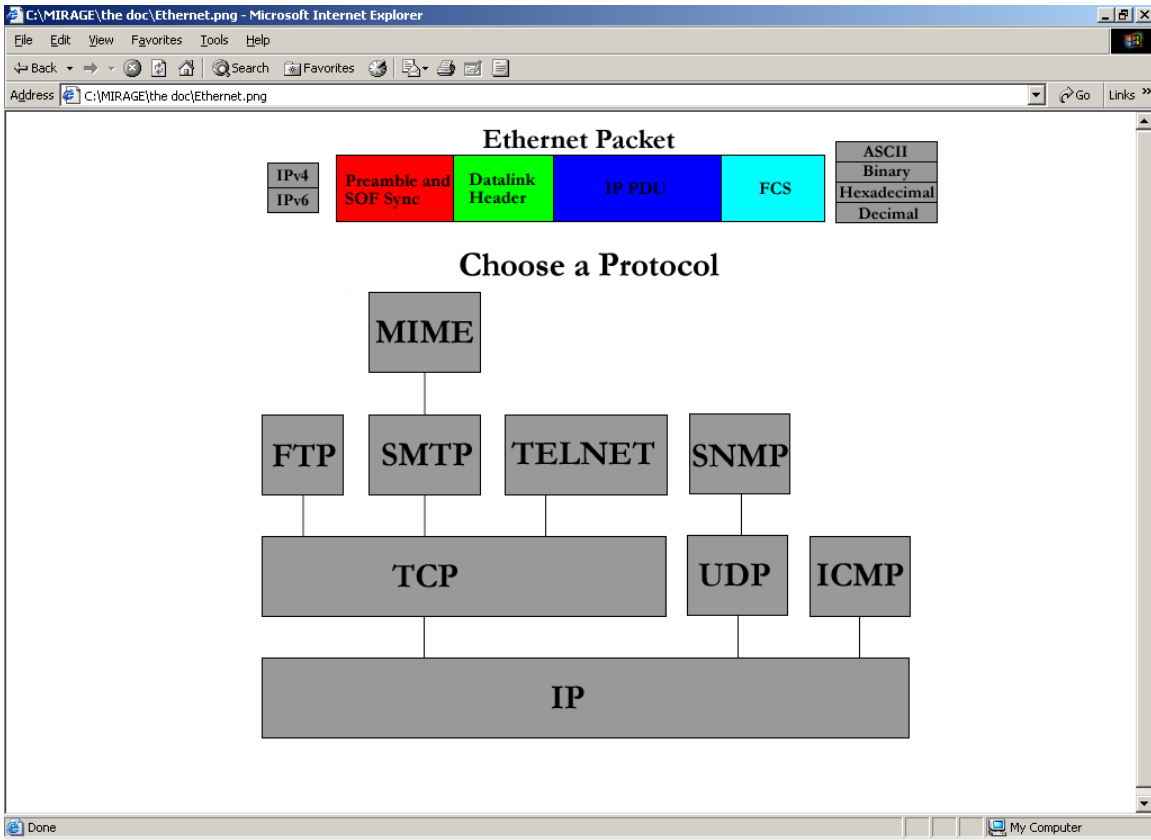 C:\MIRAGE\the doc\Ethernet.png - Microsoft Internet Explorer
File Edit View Favorites Tools Help
Back Search Favorites
Address C:\MIRAGE\the doc\Ethernet.png Go Links »
Ethernet Packet
IPv4
IPv6
Preamble and
SOF Sync
Datalink
Header
IP PDU
FCS
ASCII
Binary
Hexadecimal
Decimal
Choose a Protocol
MIME
FTP SMTP TELNET SNMP
TCP UDP ICMP
IP
Done My Computer